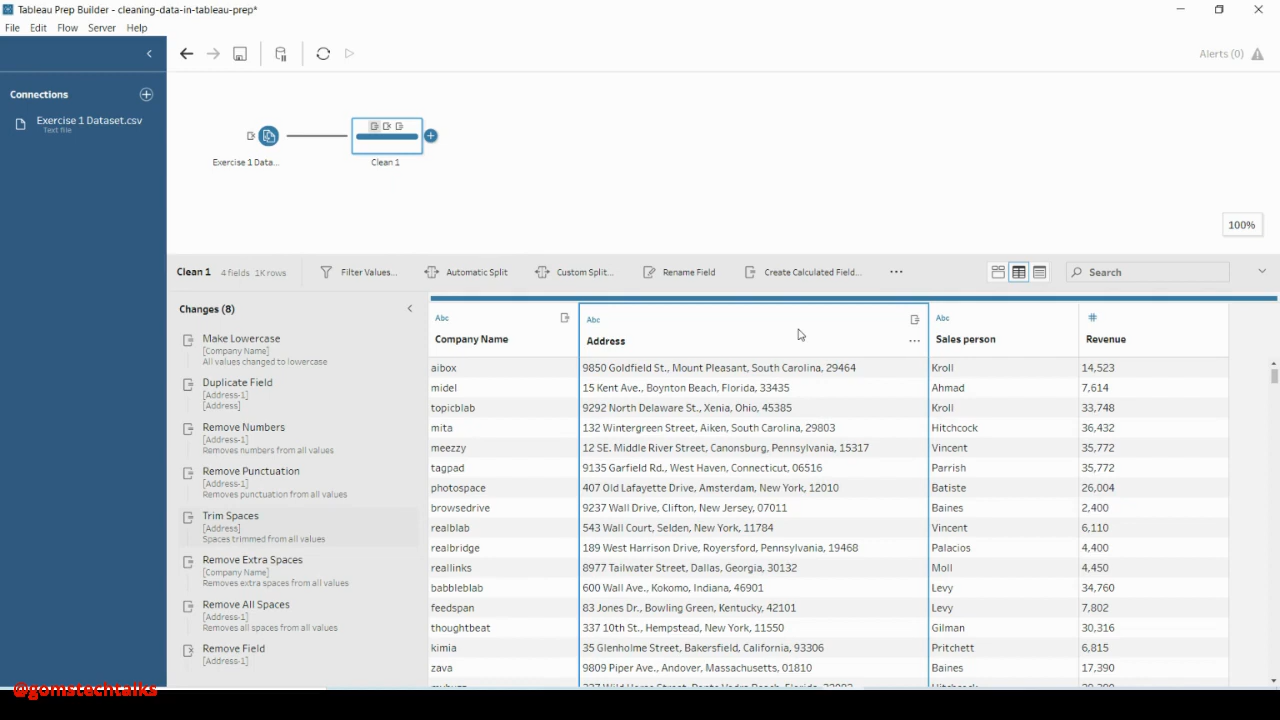 Tableau Prep Builder - cleaning-data-in-tableau-prep*
File Edit Flow Server Help
Alerts (0)
Connections
Exercise 1 Dataset.csv
Text file
Exercise 1 Data...
Clean 1
100%
Clean 1 4 fields 1K rows Filter Values... Automatic Split Custom Split... Rename Field Create Calculated Field... ... Search
Changes (8)
Make Lowercase
[Company Name]
All values changed to lowercase
Duplicate Field
[Address-1]
[Address]
Remove Numbers
[Address-1]
Removes numbers from all values
Remove Punctuation
[Address-1]
Removes punctuation from all values
Trim Spaces
[Address]
Spaces trimmed from all values
Remove Extra Spaces
[Company Name]
Removes extra spaces from all values
Remove All Spaces
[Address-1]
Removes all spaces from all values
Remove Field
[Address-1]
Abc Abc Abc #
Company Name Address ... Sales person Revenue
aibox 9850 Goldfield St., Mount Pleasant, South Carolina, 29464 Kroll 14,523
midel 15 Kent Ave., Boynton Beach, Florida, 33435 Ahmad 7,614
topicblab 9292 North Delaware St., Xenia, Ohio, 45385 Kroll 33,748
mita 132 Wintergreen Street, Aiken, South Carolina, 29803 Hitchcock 36,432
meezzy 12 SE. Middle River Street, Canonsburg, Pennsylvania, 15317 Vincent 35,772
tagpad 9135 Garfield Rd., West Haven, Connecticut, 06516 Parrish 35,772
photospace 407 Old Lafayette Drive, Amsterdam, New York, 12010 Batiste 26,004
browsedrive 9237 Wall Drive, Clifton, New Jersey, 07011 Baines 2,400
realblab 543 Wall Court, Selden, New York, 11784 Vincent 6,110
realbridge 189 West Harrison Drive, Royersford, Pennsylvania, 19468 Palacios 4,400
reallinks 8977 Tailwater Street, Dallas, Georgia, 30132 Moll 4,450
babbleblab 600 Wall Ave., Kokomo, Indiana, 46901 Levy 34,760
feedspan 83 Jones Dr., Bowling Green, Kentucky, 42101 Levy 7,802
thoughtbeat 337 10th St., Hempstead, New York, 11550 Gilman 30,316
kimia 35 Glenholme Street, Bakersfield, California, 93306 Pritchett 6,815
zava 9809 Piper Ave., Andover, Massachusetts, 01810 Baines 17,390
@gomstechtalks